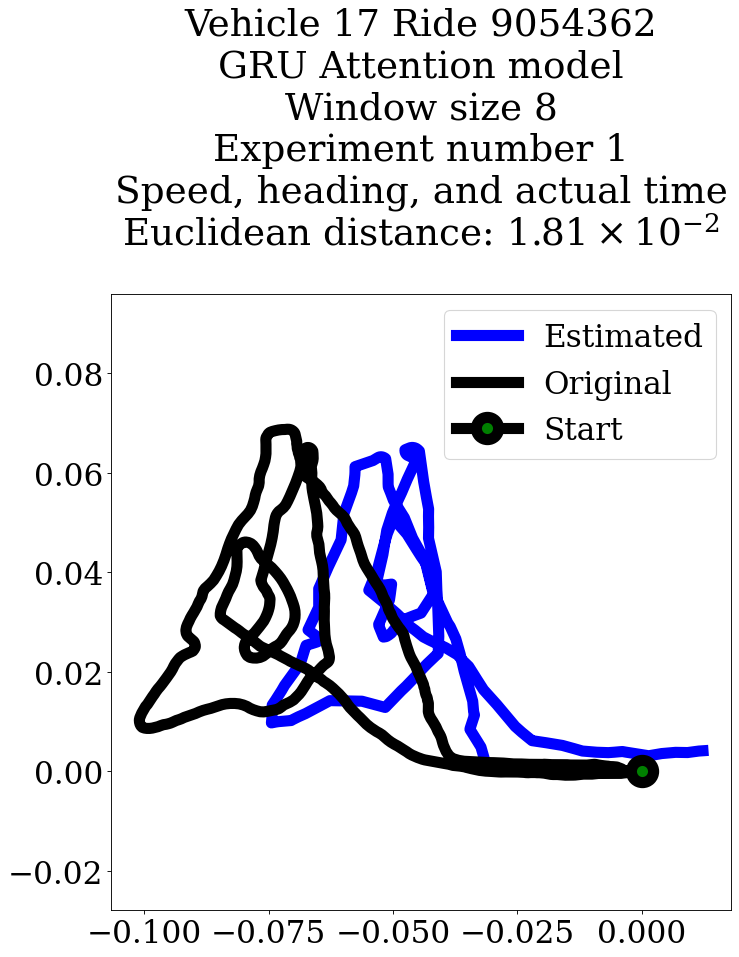 Vehicle 17 Ride 9054362
GRU Attention model
Window size 8
Experiment number 1
Speed, heading, and actual time
Euclidean distance: 1.81 × 10⁻²
Estimated
Original
Start
0.08
0.06
0.04
0.02
0.00
−0.02
−0.100 −0.075 −0.050 −0.025 0.000